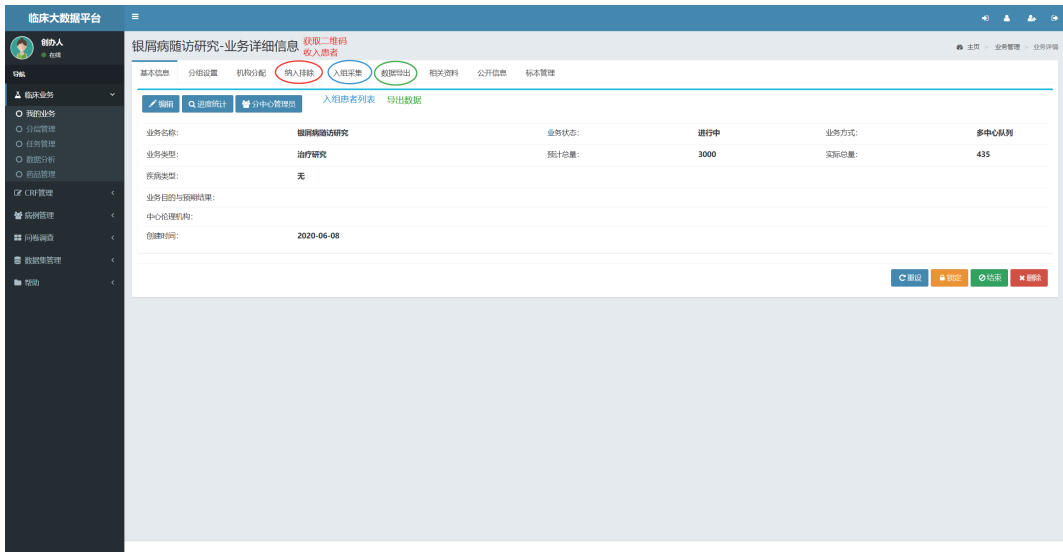 临床大数据平台
创办人
在线
导航
临床业务
我的业务
分层管理
任务管理
数据分析
药品管理
CRF管理
病例管理
问卷调查
数据集管理
帮助
银屑病随访研究-业务详细信息
获取二维码
收入患者
主页 > 业务管理 > 业务详情
基本信息 分组设置 机构分配 纳入排除 入组采集 数据导出 相关资料 公开信息 标本管理
编辑 进度统计 分中心管理员 入组患者列表 导出数据
业务名称: 银屑病随访研究 业务状态: 进行中 业务方式: 多中心队列
业务类型: 治疗研究 预计总量: 3000 实际总量: 435
疾病类型: 无
业务目的与预期结果:
中心伦理机构:
创建时间: 2020-06-08
重设 锁定 结束 删除